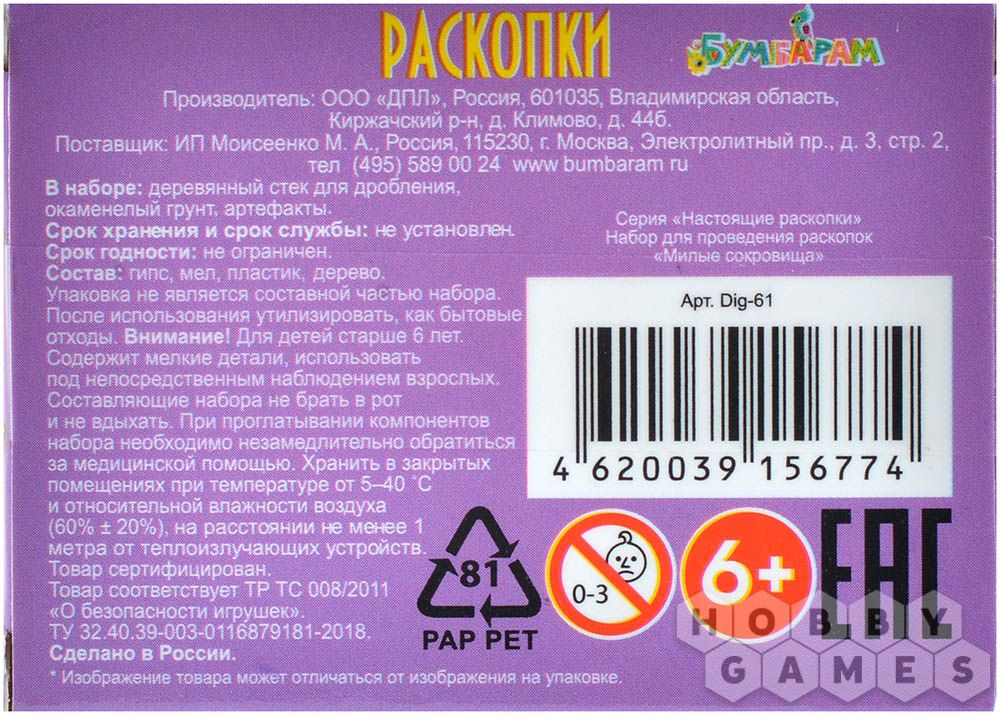 РАСКОПКИ
БУМБАРАМ
Производитель: ООО «ДПЛ», Россия, 601035, Владимирская область,
Киржачский р-н, д. Климово, д. 44б.
Поставщик: ИП Моисеенко М. А., Россия, 115230, г. Москва, Электролитный пр., д. 3, стр. 2,
тел (495) 589 00 24 www bumbaram ru
В наборе: деревянный стек для дробления,
окаменелый грунт, артефакты.
Срок хранения и срок службы: не установлен.
Срок годности: не ограничен.
Состав: гипс, мел, пластик, дерево.
Упаковка не является составной частью набора.
После использования утилизировать, как бытовые
отходы. Внимание! Для детей старше 6 лет.
Содержит мелкие детали, использовать
под непосредственным наблюдением взрослых.
Составляющие набора не брать в рот
и не вдыхать. При проглатывании компонентов
набора необходимо незамедлительно обратиться
за медицинской помощью. Хранить в закрытых
помещениях при температуре от 5–40 °С
и относительной влажности воздуха
(60% ± 20%), на расстоянии не менее 1
метра от теплоизлучающих устройств.
Товар сертифицирован.
Товар соответствует ТР ТС 008/2011
«О безопасности игрушек».
ТУ 32.40.39-003-0116879181-2018.
Сделано в России.
* Изображение товара может отличаться от изображения на упаковке.
Серия «Настоящие раскопки»
Набор для проведения раскопок
«Милые сокровища»
Арт. Dig-61
4 620039 156774
81
PAP PET
0-3
6+
EAC
HOBBY
GAMES